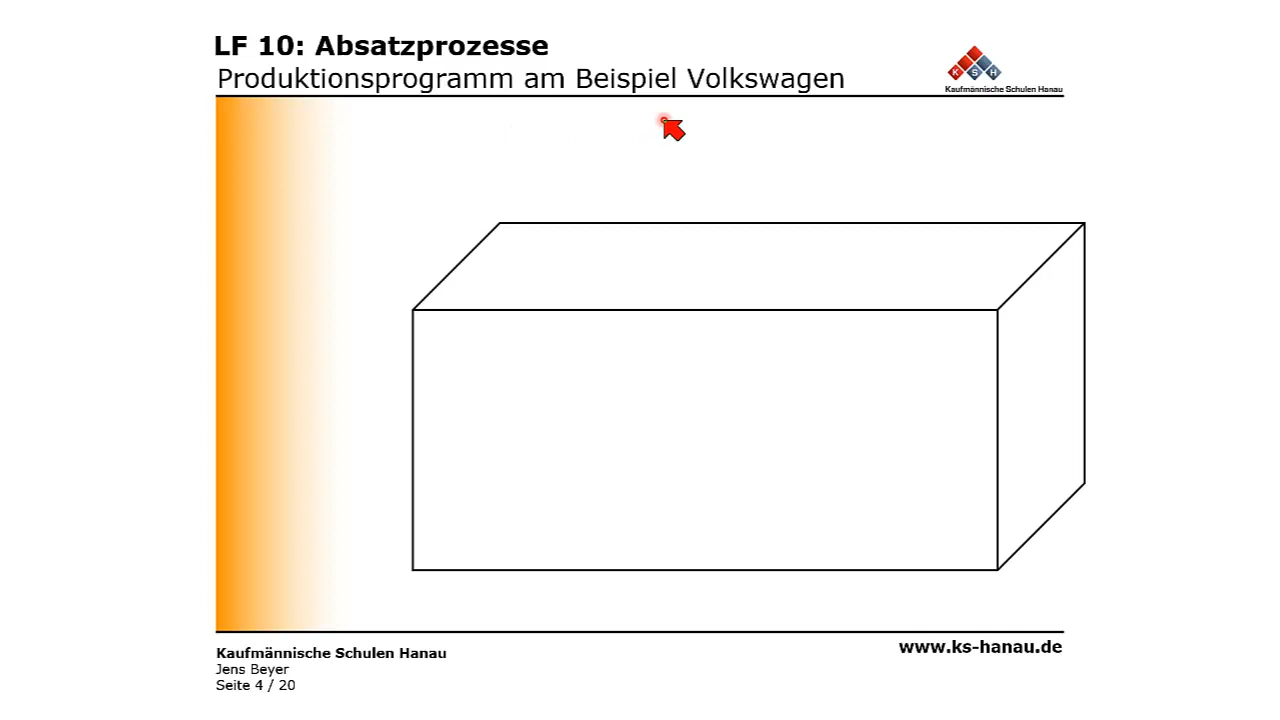 LF 10: Absatzprozesse
Produktionsprogramm am Beispiel Volkswagen
K S H
Kaufmännische Schulen Hanau
Kaufmännische Schulen Hanau
www.ks-hanau.de
Jens Beyer
Seite 4 / 20